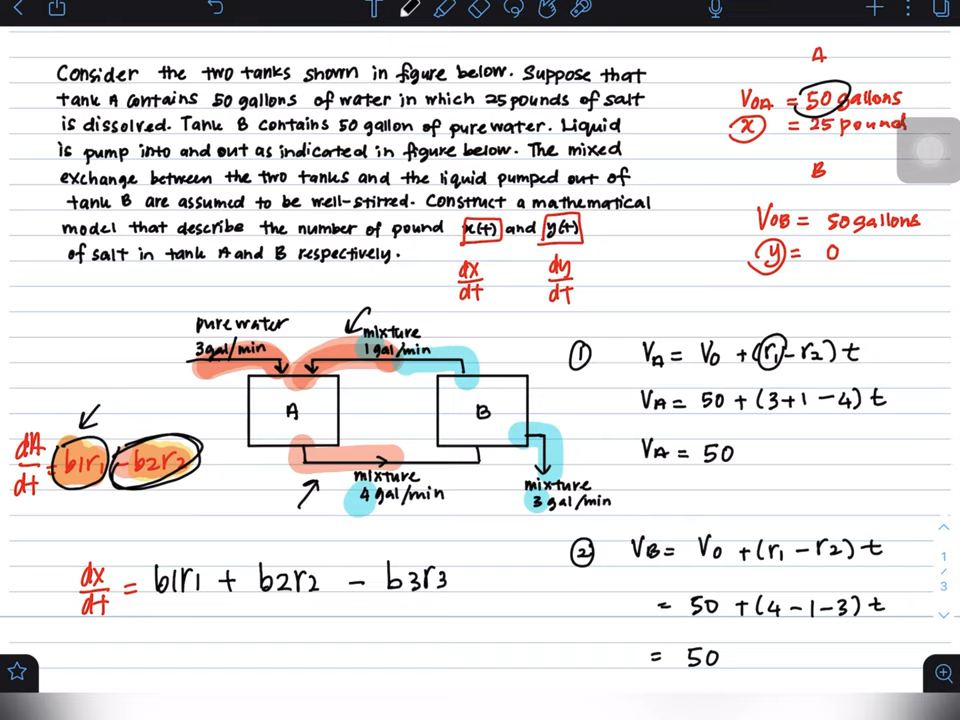 Consider the two tanks shown in figure below. Suppose that
tank A contains 50 gallons of water in which 25 pounds of salt
is dissolved. Tank B contains 50 gallon of pure water. Liquid
is pump into and out as indicated in figure below. The mixed
exchange between the two tanks and the liquid pumped out of
tank B are assumed to be well-stirred. Construct a mathematical
model that describe the number of pound x(t) and y(t)
of salt in tank A and B respectively.
dx/dt
dy/dt
A
VOA = 50 gallons
x = 25 pound
B
VOB = 50 gallons
y = 0
pure water
3 gal/min
mixture
1 gal/min
A
B
mixture
4 gal/min
mixture
3 gal/min
dA/dt = b1r1 - b2r2
dx/dt = b1r1 + b2r2 - b3r3
① VA = V0 + (r1 - r2) t
VA = 50 + (3+1-4) t
VA = 50
② VB = V0 + (r1 - r2) t
= 50 + (4-1-3) t
= 50
1
/
3